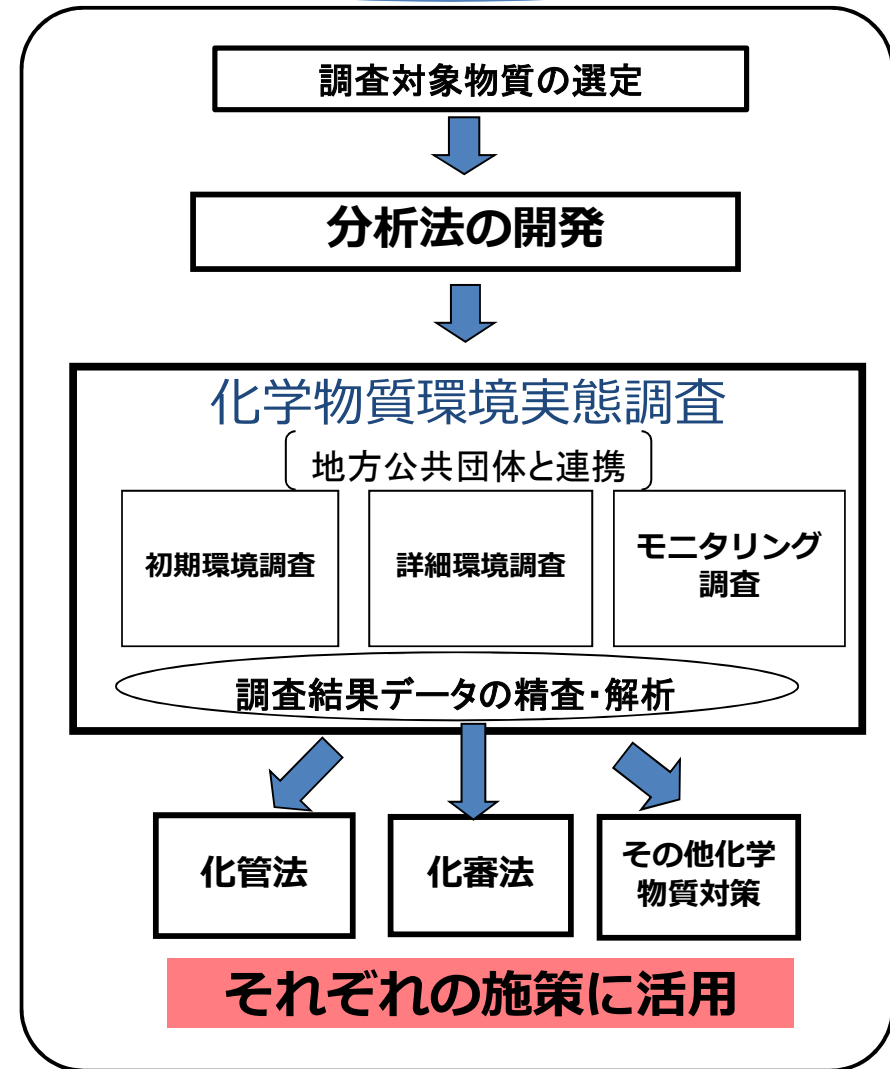 調査対象物質の選定
分析法の開発
化学物質環境実態調査
地方公共団体と連携
初期環境調査
詳細環境調査
モニタリング
調査
調査結果データの精査・解析
化管法
化審法
その他化学
物質対策
それぞれの施策に活用